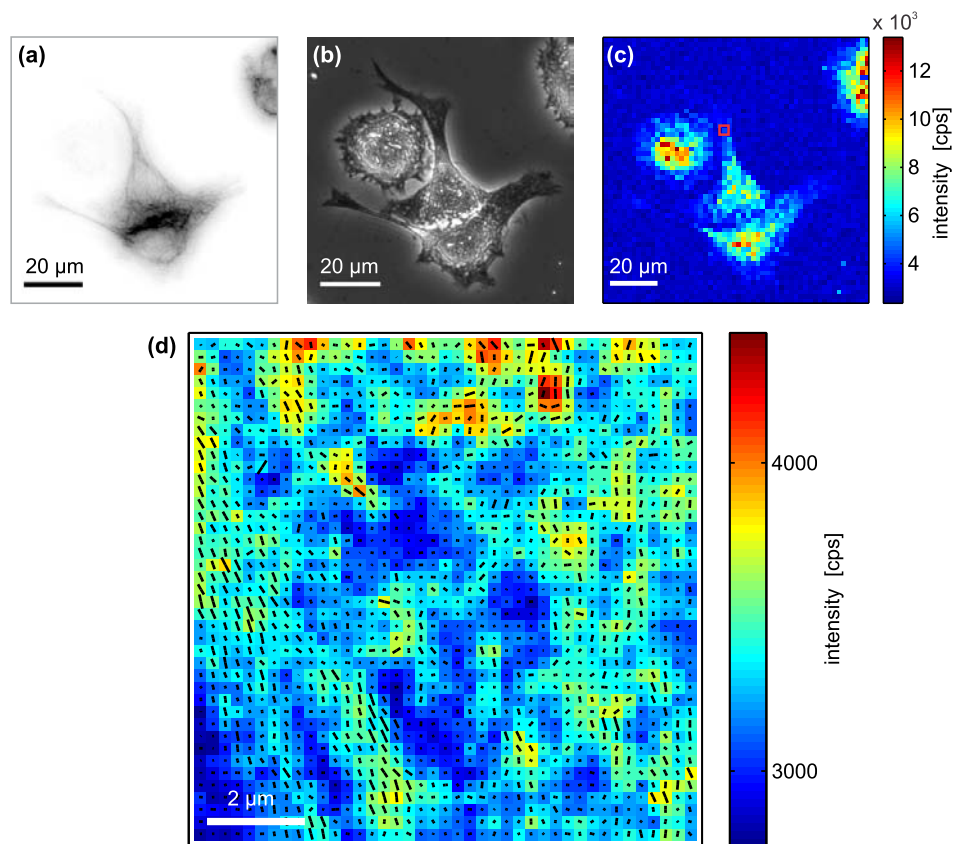 (a)
20 μm
(b)
20 μm
(c)
20 μm
x 10³
12
10
8
6
4
intensity [cps]
(d)
2 μm
4000
3000
intensity [cps]